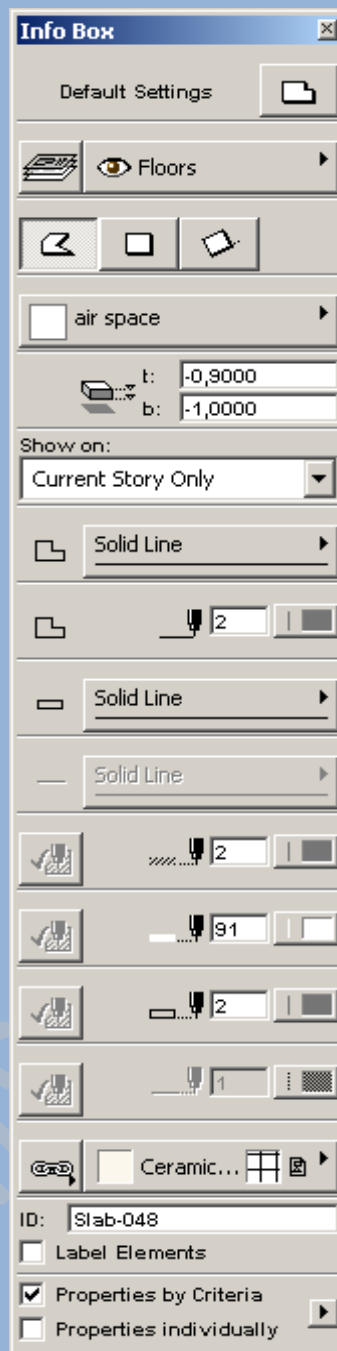 Info Box
Default Settings
Floors
air space
t: -0,9000
b: -1,0000
Show on:
Current Story Only
Solid Line
2
Solid Line
Solid Line
2
91
2
1
Ceramic...
ID: Slab-048
Label Elements
Properties by Criteria
Properties individually